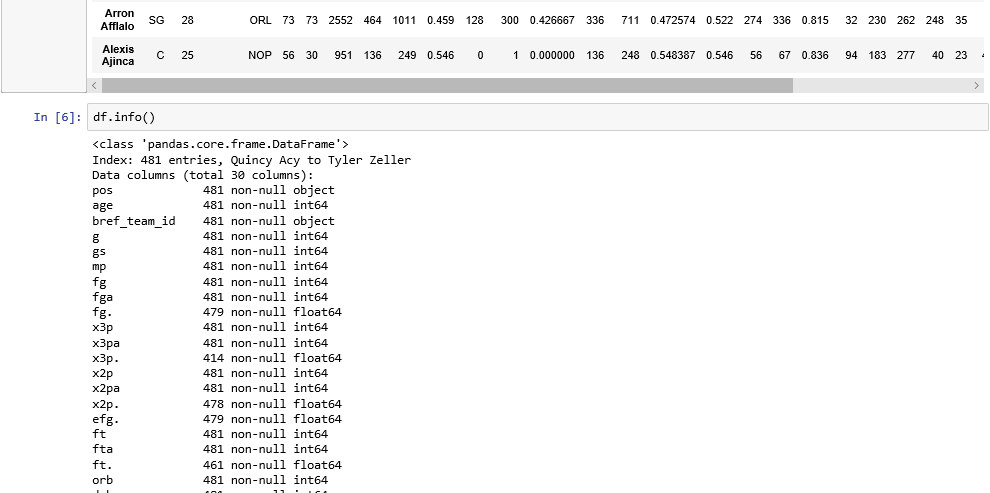 Arron
Afflalo SG 28 ORL 73 73 2552 464 1011 0.459 128 300 0.426667 336 711 0.472574 0.522 274 336 0.815 32 230 262 248 35
Alexis
Ajinca C 25 NOP 56 30 951 136 249 0.546 0 1 0.000000 136 248 0.548387 0.546 56 67 0.836 94 183 277 40 23
In [6]: df.info()
<class 'pandas.core.frame.DataFrame'>
Index: 481 entries, Quincy Acy to Tyler Zeller
Data columns (total 30 columns):
pos 481 non-null object
age 481 non-null int64
bref_team_id 481 non-null object
g 481 non-null int64
gs 481 non-null int64
mp 481 non-null int64
fg 481 non-null int64
fga 481 non-null int64
fg. 479 non-null float64
x3p 481 non-null int64
x3pa 481 non-null int64
x3p. 414 non-null float64
x2p 481 non-null int64
x2pa 481 non-null int64
x2p. 478 non-null float64
efg. 479 non-null float64
ft 481 non-null int64
fta 481 non-null int64
ft. 461 non-null float64
orb 481 non-null int64